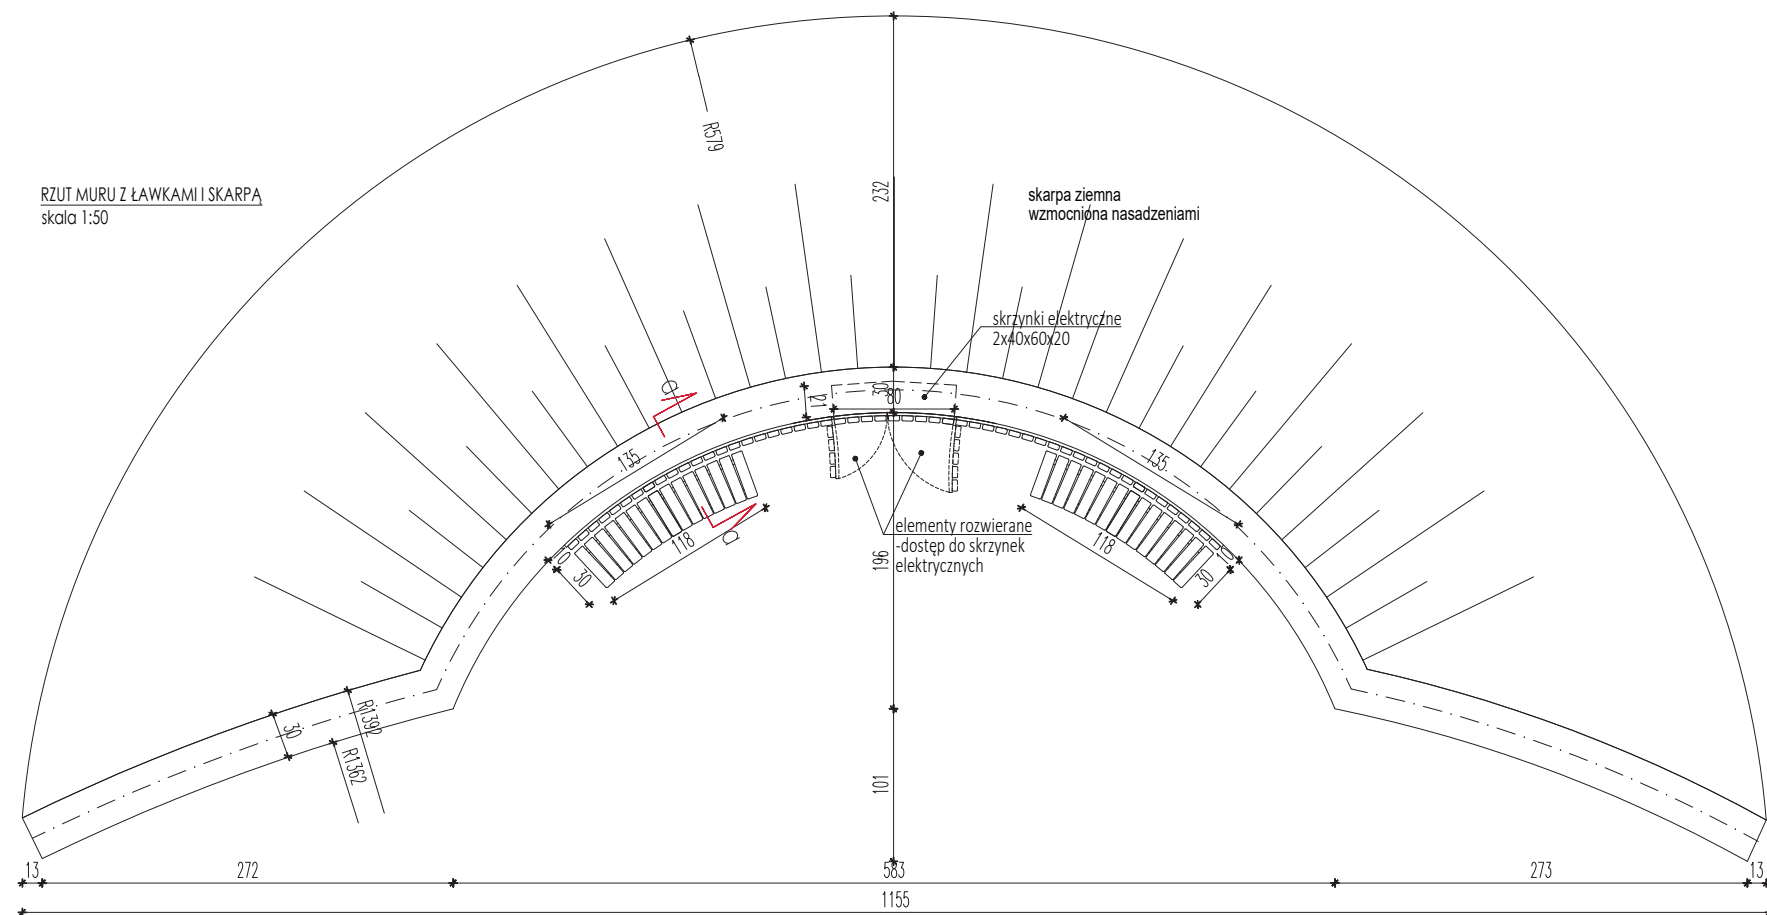 R579
RZUT MURU Z ŁAWKAMI I SKARPĄ
skala 1:50
232
skarpa ziemna
wzmocniona nasadzeniami
skrzynki elektryczne
2x40x60x20
30
80
21
135
135
118
118
30
30
10
10
elementy rozwierane
-dostęp do skrzynek
elektrycznych
196
R1392
30
R1362
101
13
272
583
273
13
1155